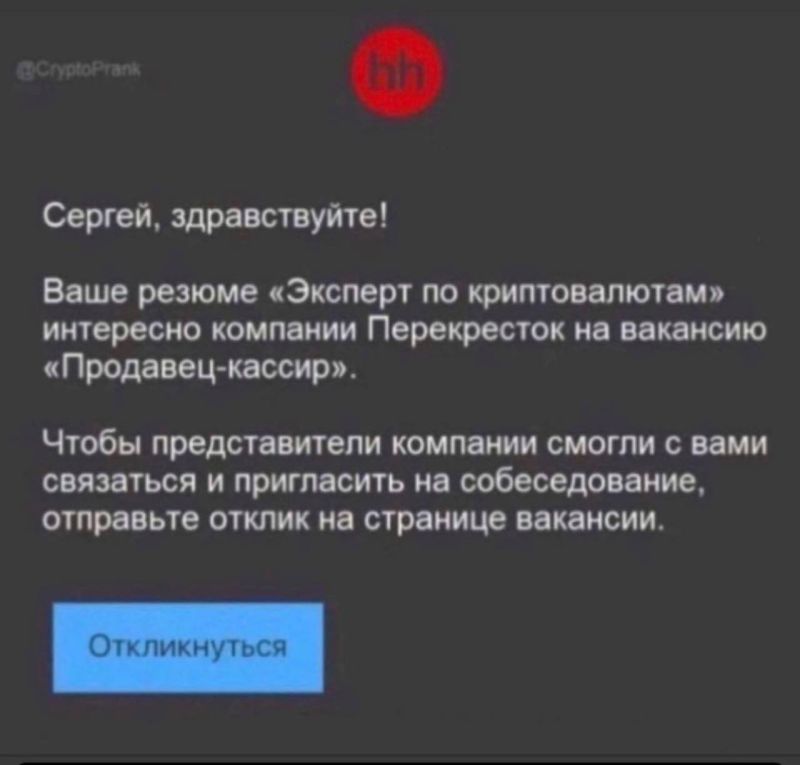 @CryptoPrank
hh
Сергей, здравствуйте!
Ваше резюме «Эксперт по криптовалютам»
интересно компании Перекресток на вакансию
«Продавец-кассир».
Чтобы представители компании смогли с вами
связаться и пригласить на собеседование,
отправьте отклик на странице вакансии.
Откликнуться